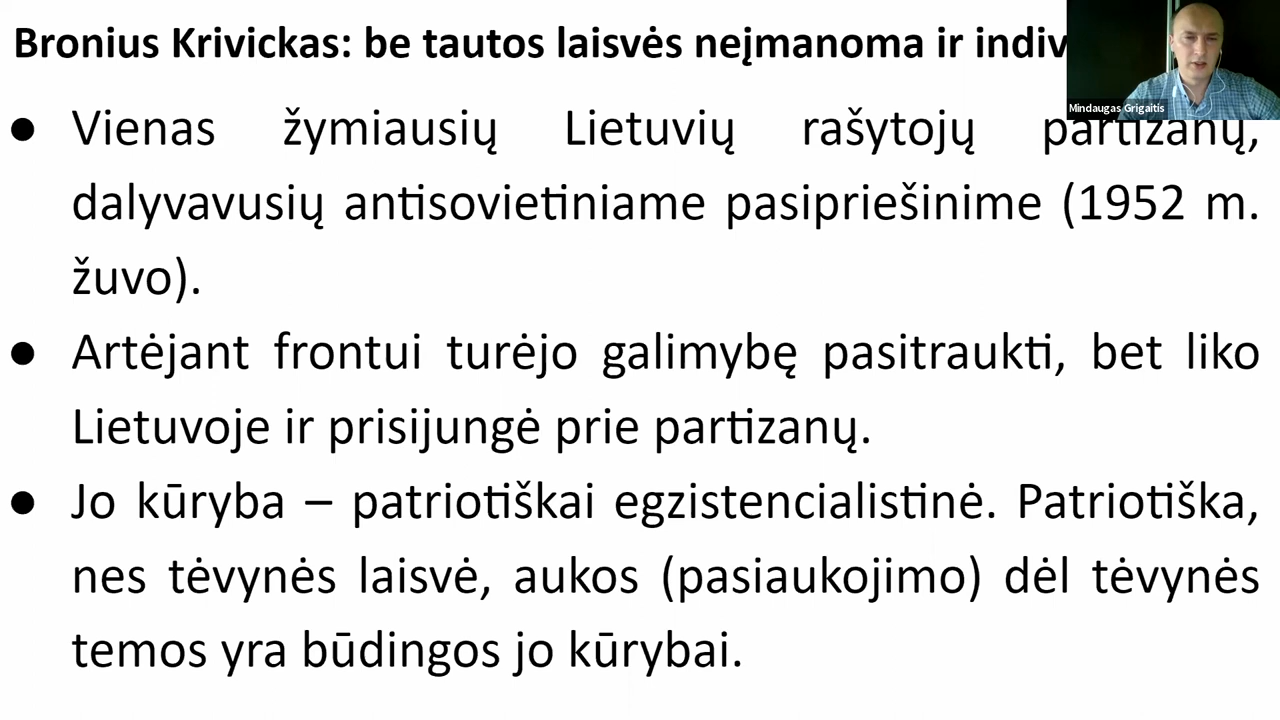 Bronius Krivickas: be tautos laisvės neįmanoma ir indiv
Mindaugas Grigaitis
● Vienas žymiausių Lietuvių rašytojų partizanų,
dalyvavusių antisovietiniame pasipriešinime (1952 m.
žuvo).
● Artėjant frontui turėjo galimybę pasitraukti, bet liko
Lietuvoje ir prisijungė prie partizanų.
● Jo kūryba – patriotiškai egzistencialistinė. Patriotiška,
nes tėvynės laisvė, aukos (pasiaukojimo) dėl tėvynės
temos yra būdingos jo kūrybai.